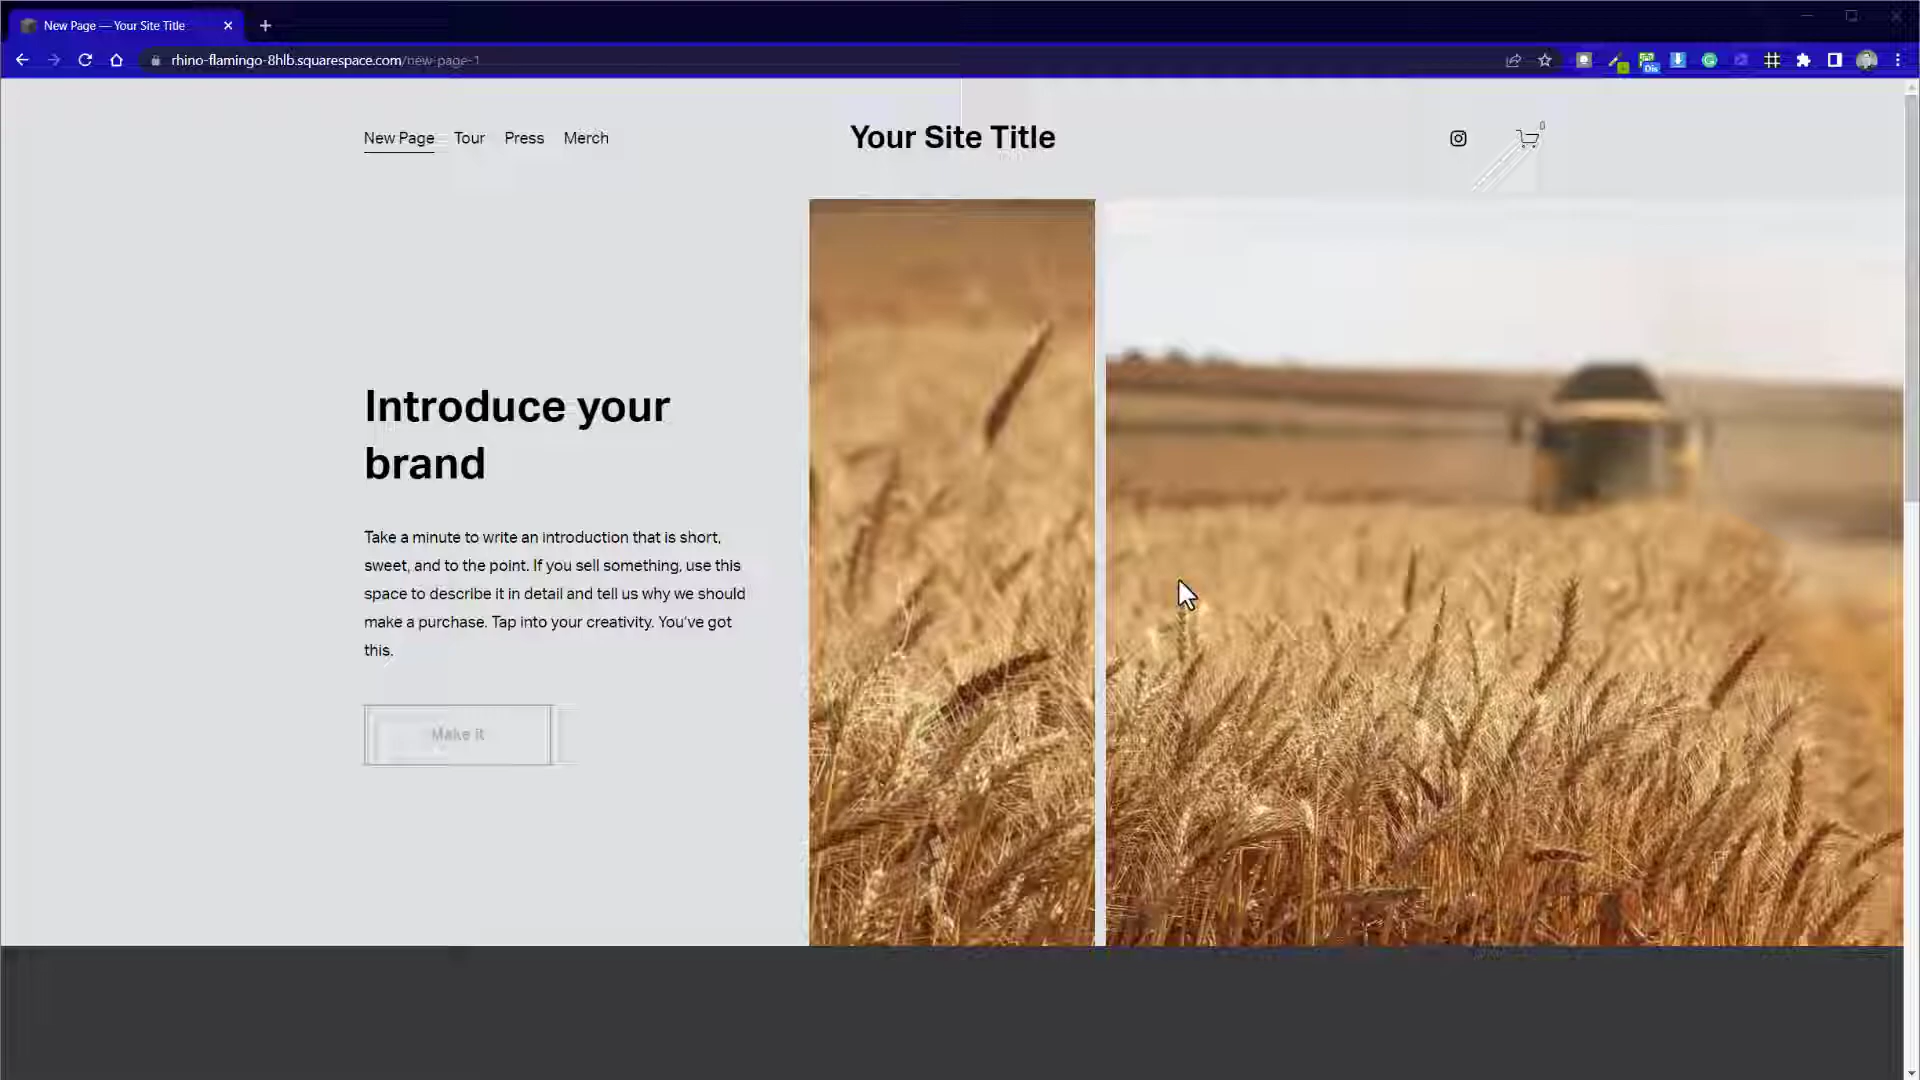 New Page — Your Site Title
rhino-flamingo-8hlb.squarespace.com/new-page-1
Dis
New Page Tour Press Merch
Your Site Title
0
Introduce your
brand
Take a minute to write an introduction that is short,
sweet, and to the point. If you sell something, use this
space to describe it in detail and tell us why we should
make a purchase. Tap into your creativity. You’ve got
this.
Make it